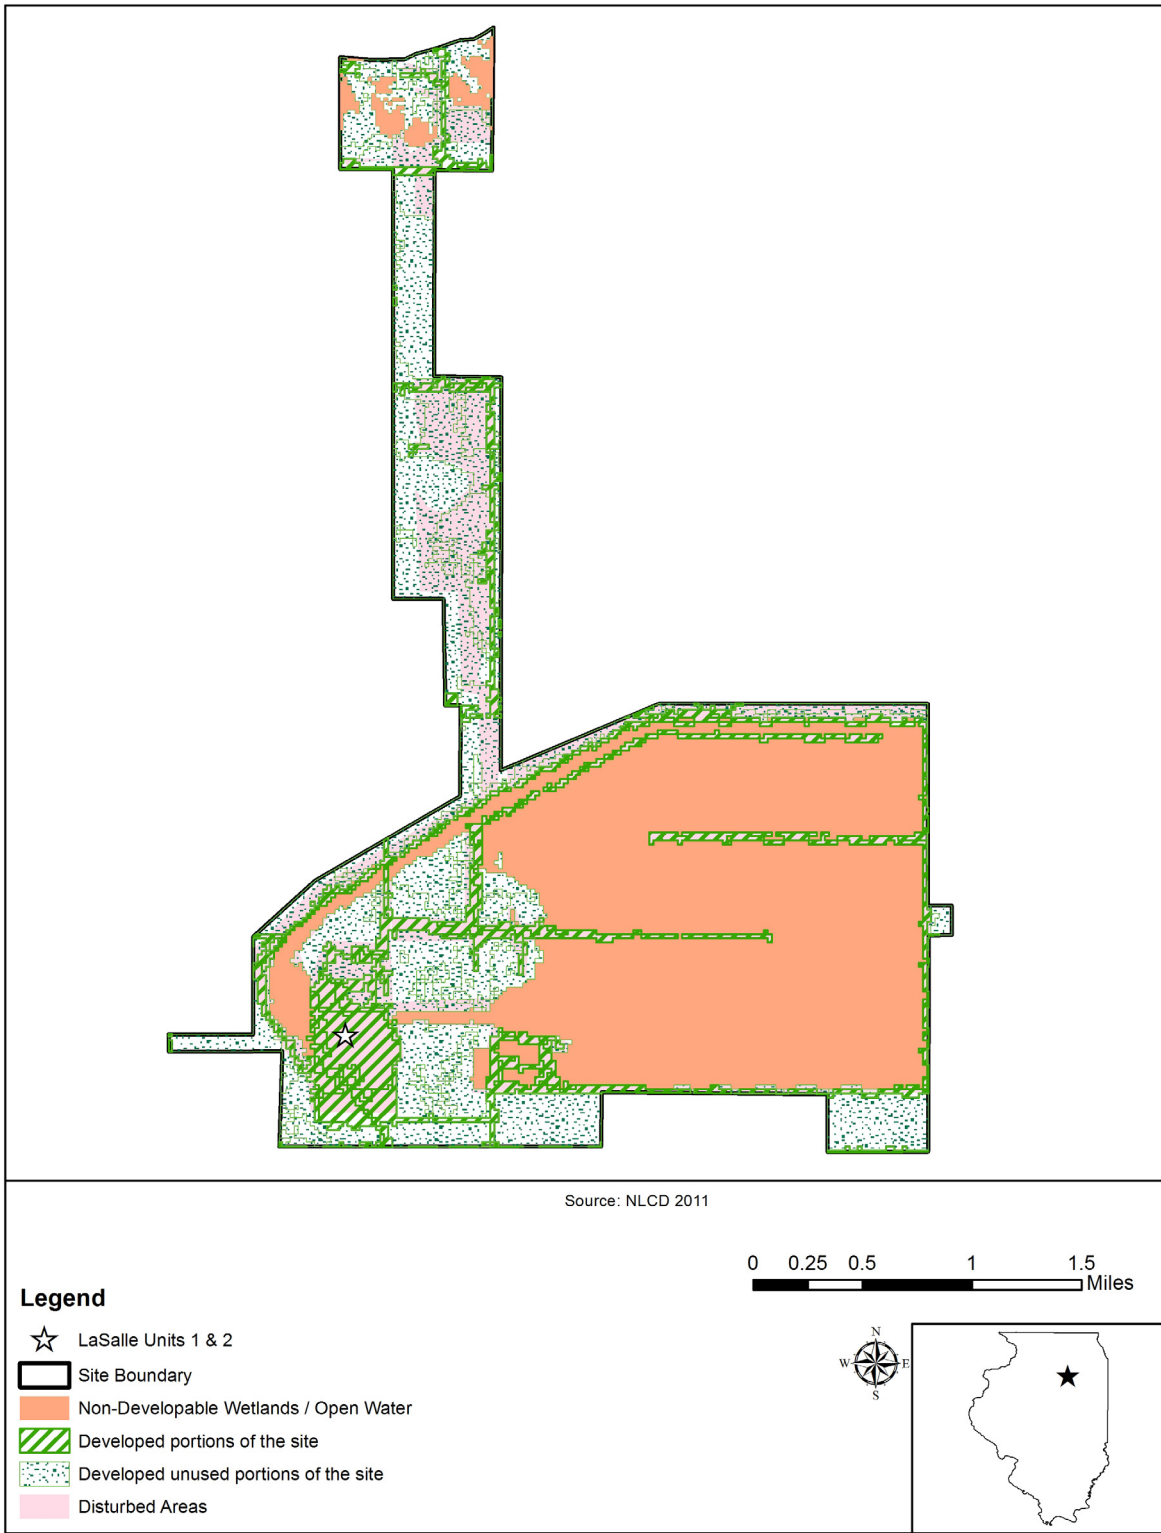 Source: NLCD 2011
0 0.25 0.5 1 1.5
Miles
Legend
LaSalle Units 1 & 2
Site Boundary
Non-Developable Wetlands / Open Water
Developed portions of the site
Developed unused portions of the site
Disturbed Areas
N
W E
S